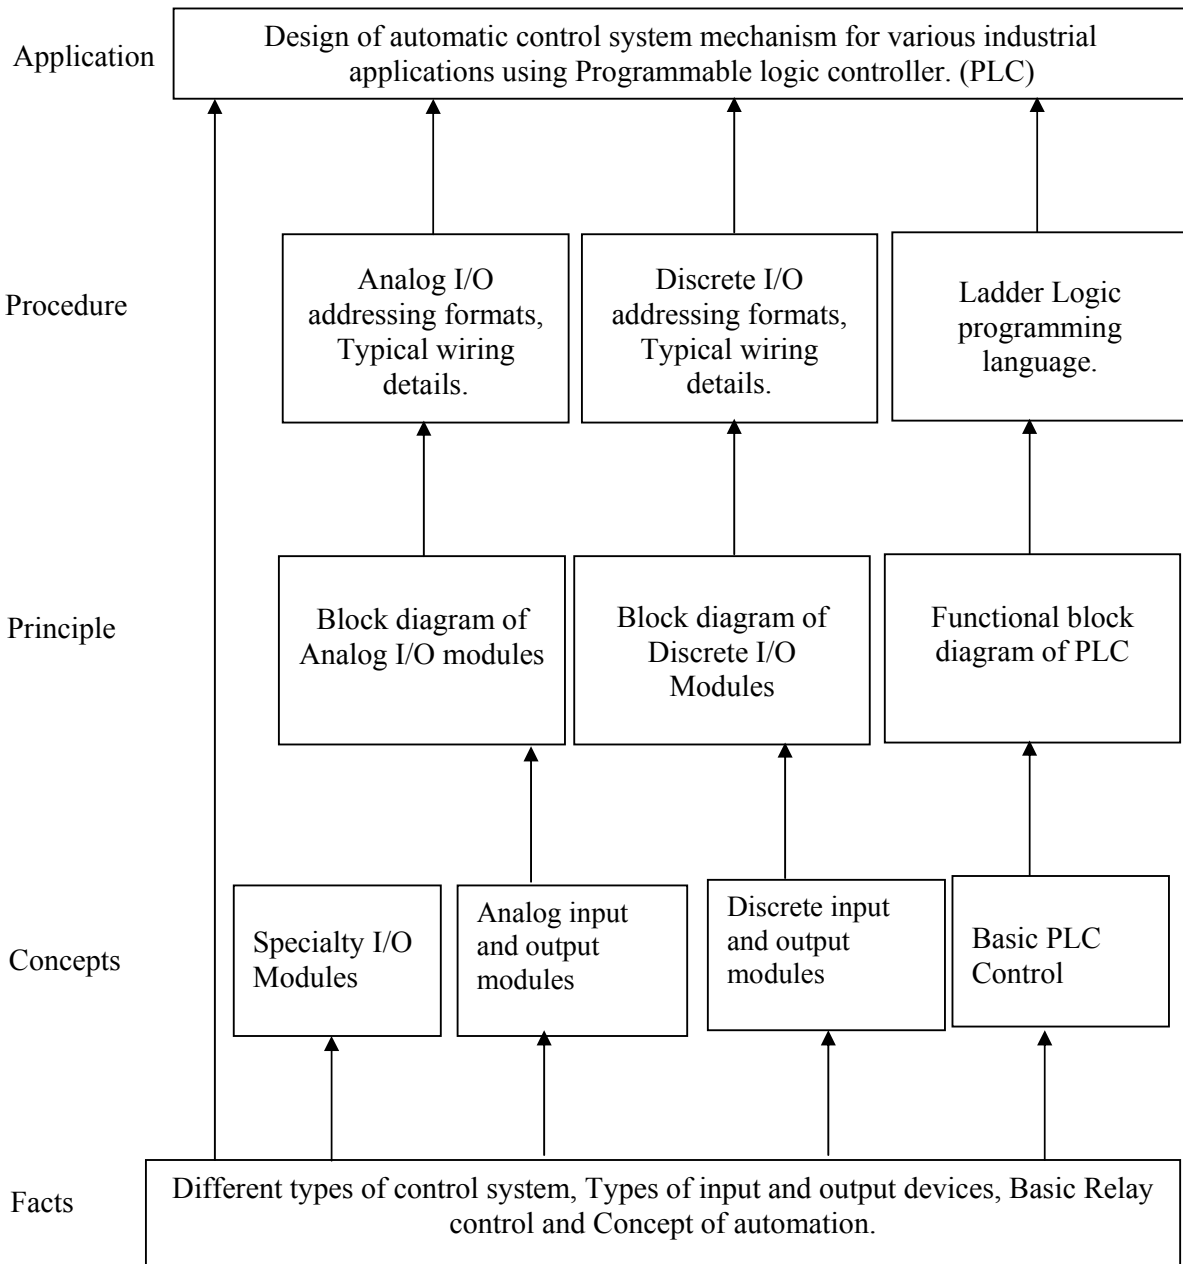 Application
Design of automatic control system mechanism for various industrial
applications using Programmable logic controller. (PLC)
Procedure
Analog I/O
addressing formats,
Typical wiring
details.
Discrete I/O
addressing formats,
Typical wiring
details.
Ladder Logic
programming
language.
Principle
Block diagram of
Analog I/O modules
Block diagram of
Discrete I/O
Modules
Functional block
diagram of PLC
Concepts
Specialty I/O
Modules
Analog input
and output
modules
Discrete input
and output
modules
Basic PLC
Control
Facts
Different types of control system, Types of input and output devices, Basic Relay
control and Concept of automation.